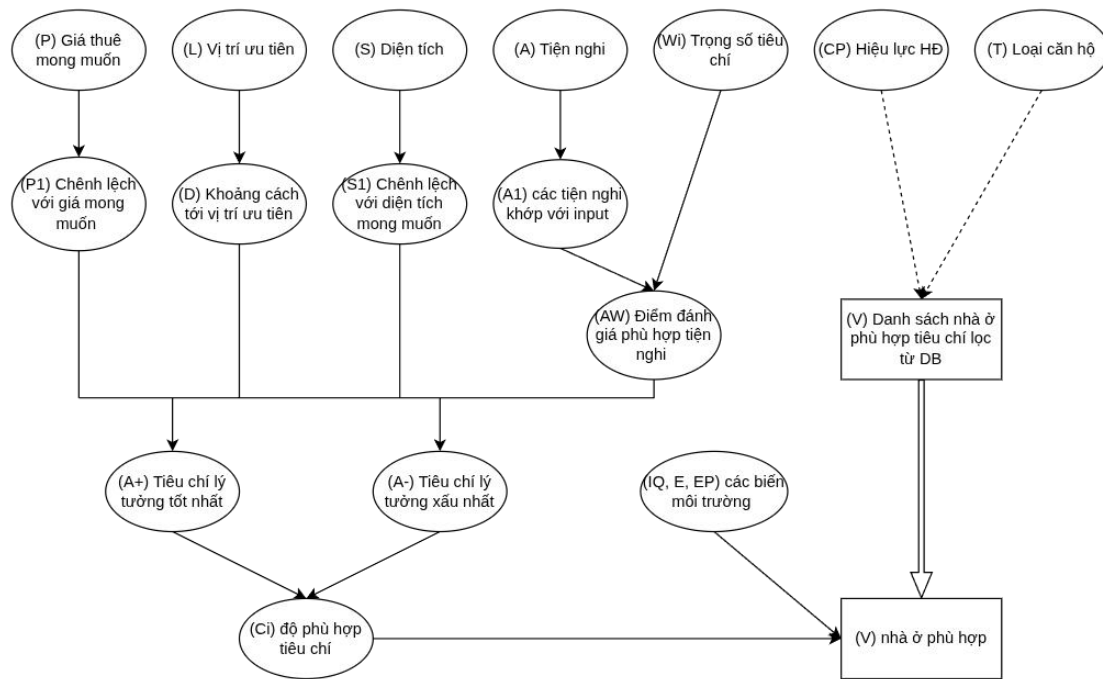 (P) Giá thuê
mong muốn
(L) Vị trí ưu tiên
(S) Diện tích
(A) Tiện nghi
(Wi) Trọng số tiêu
chí
(CP) Hiệu lực HĐ
(T) Loại căn hộ
(P1) Chênh lệch
với giá mong
muốn
(D) Khoảng cách
tới vị trí ưu tiên
(S1) Chênh lệch
với diện tích
mong muốn
(A1) các tiện nghi
khớp với input
(AW) Điểm đánh
giá phù hợp tiện
nghi
(V) Danh sách nhà ở
phù hợp tiêu chí lọc
từ DB
(A+) Tiêu chí lý
tưởng tốt nhất
(A-) Tiêu chí lý
tưởng xấu nhất
(IQ, E, EP) các biến
môi trường
(Ci) độ phù hợp
tiêu chí
(V) nhà ở phù hợp